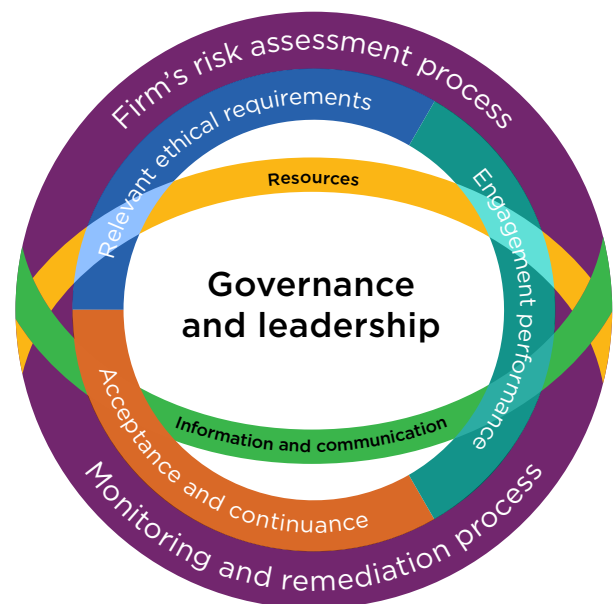 Firm's risk assessment process
Relevant ethical requirements
Engagement performance
Resources
Governance
and leadership
Information and communication
Acceptance and continuance
Monitoring and remediation process